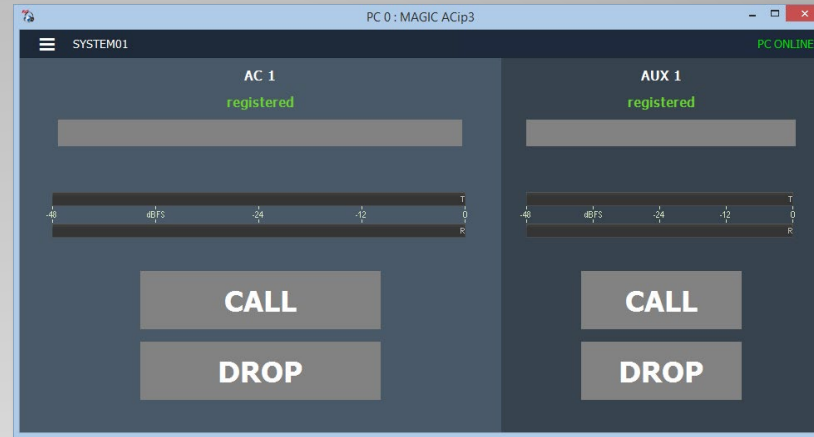 PC 0 : MAGIC ACip3
SYSTEM01
PC ONLINE
AC 1
registered
T
-48 dBFS -24 -12 0
R
CALL
DROP
AUX 1
registered
T
-48 dBFS -24 -12 0
R
CALL
DROP